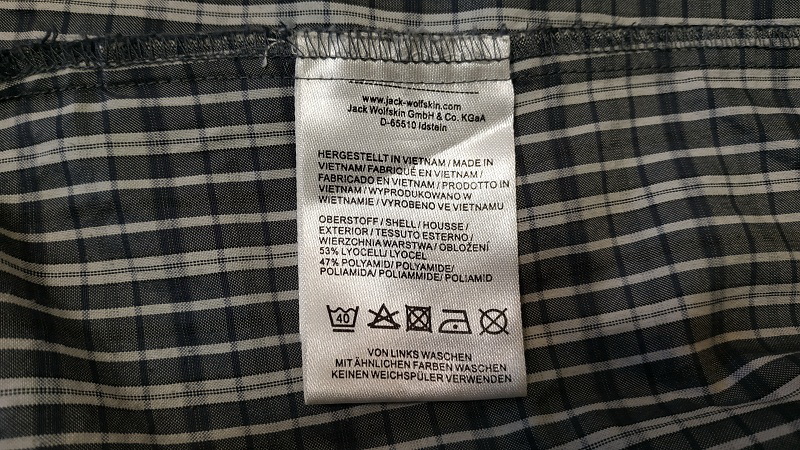 www.jack-wolfskin.com
Jack Wolfskin GmbH & Co. KGaA
D-65510 Idstein
HERGESTELLT IN VIETNAM / MADE IN
VIETNAM / FABRIQUÉ EN VIETNAM /
FABRICADO EN VIETNAM / PRODOTTO IN
VIETNAM / WYPRODUKOWANO W
WIETNAMIE / VYROBENO VE VIETNAMU
OBERSTOFF / SHELL / HOUSSE /
EXTERIOR / TESSUTO ESTERNO /
WIERZCHNIA WARSTWA / OBLOŽENÍ
53% LYOCELL/ LYOCEL
47% POLYAMID/ POLYAMIDE/
POLIAMIDA/ POLIAMMIDE/ POLIAMID
40
VON LINKS WASCHEN
MIT ÄHNLICHEN FARBEN WASCHEN
KEINEN WEICHSPÜLER VERWENDEN